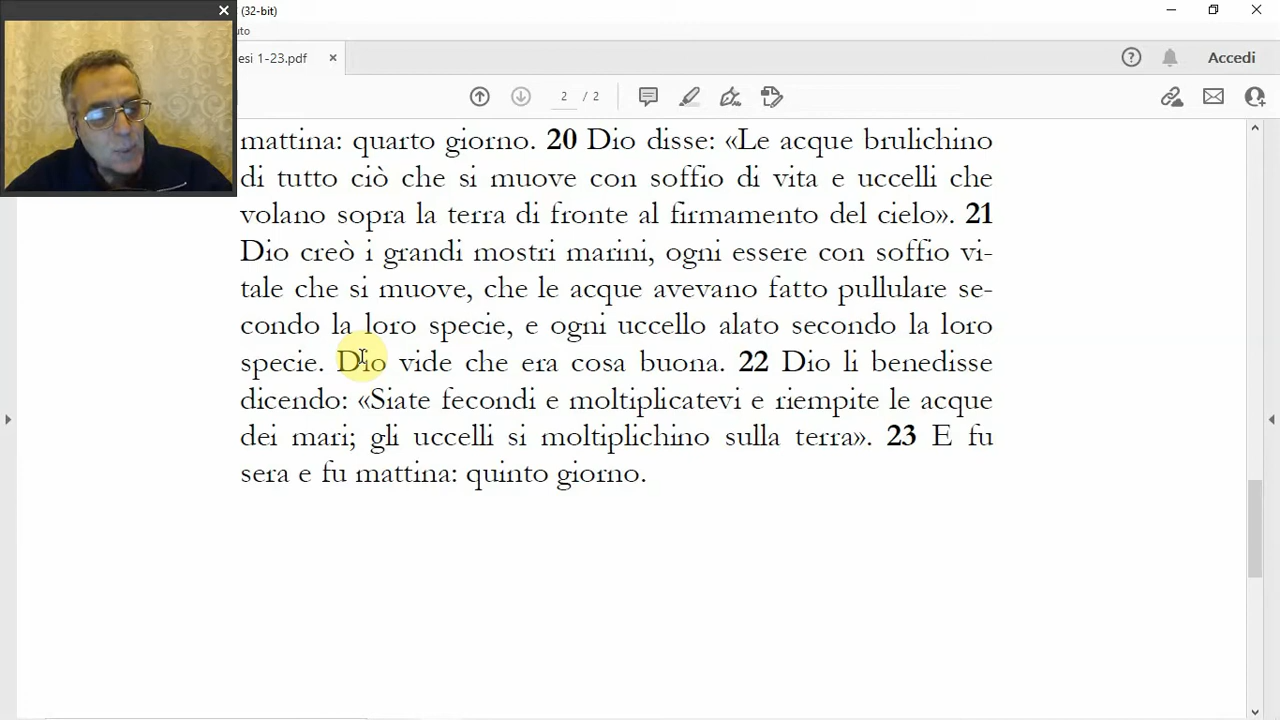 (32-bit)
uto
esi 1-23.pdf
Accedi
2 / 2
mattina: quarto giorno. 20 Dio disse: «Le acque brulichino
di tutto ciò che si muove con soffio di vita e uccelli che
volano sopra la terra di fronte al firmamento del cielo». 21
Dio creò i grandi mostri marini, ogni essere con soffio vi-
tale che si muove, che le acque avevano fatto pullulare se-
condo la loro specie, e ogni uccello alato secondo la loro
specie. Dio vide che era cosa buona. 22 Dio li benedisse
dicendo: «Siate fecondi e moltiplicatevi e riempite le acque
dei mari; gli uccelli si moltiplichino sulla terra». 23 E fu
sera e fu mattina: quinto giorno.